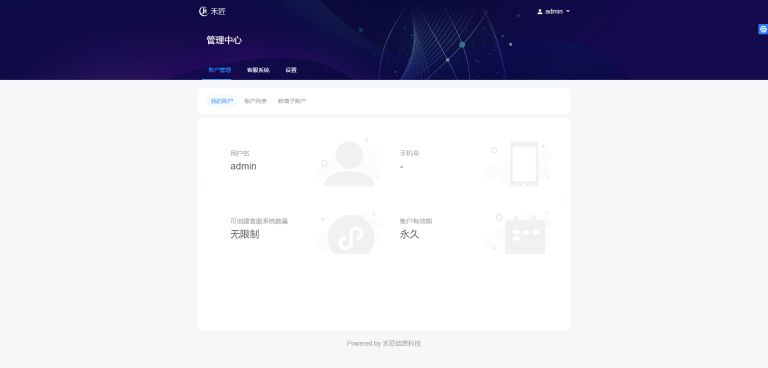 禾匠
admin
管理中心
账户管理 客服系统 设置
我的账户 账户列表 新增子账户
用户名
admin
手机号
-
可创建客服系统数量
无限制
账户有效期
永久
Powered by 禾匠信息科技